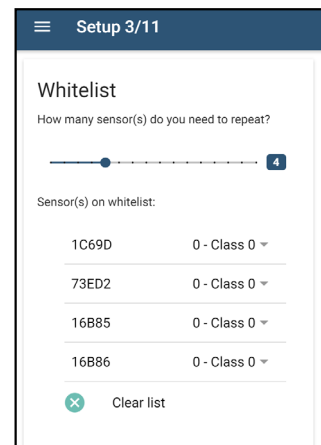 Setup 3/11
Whitelist
How many sensor(s) do you need to repeat?
4
Sensor(s) on whitelist:
1C69D 0 - Class 0
73ED2 0 - Class 0
16B85 0 - Class 0
16B86 0 - Class 0
Clear list